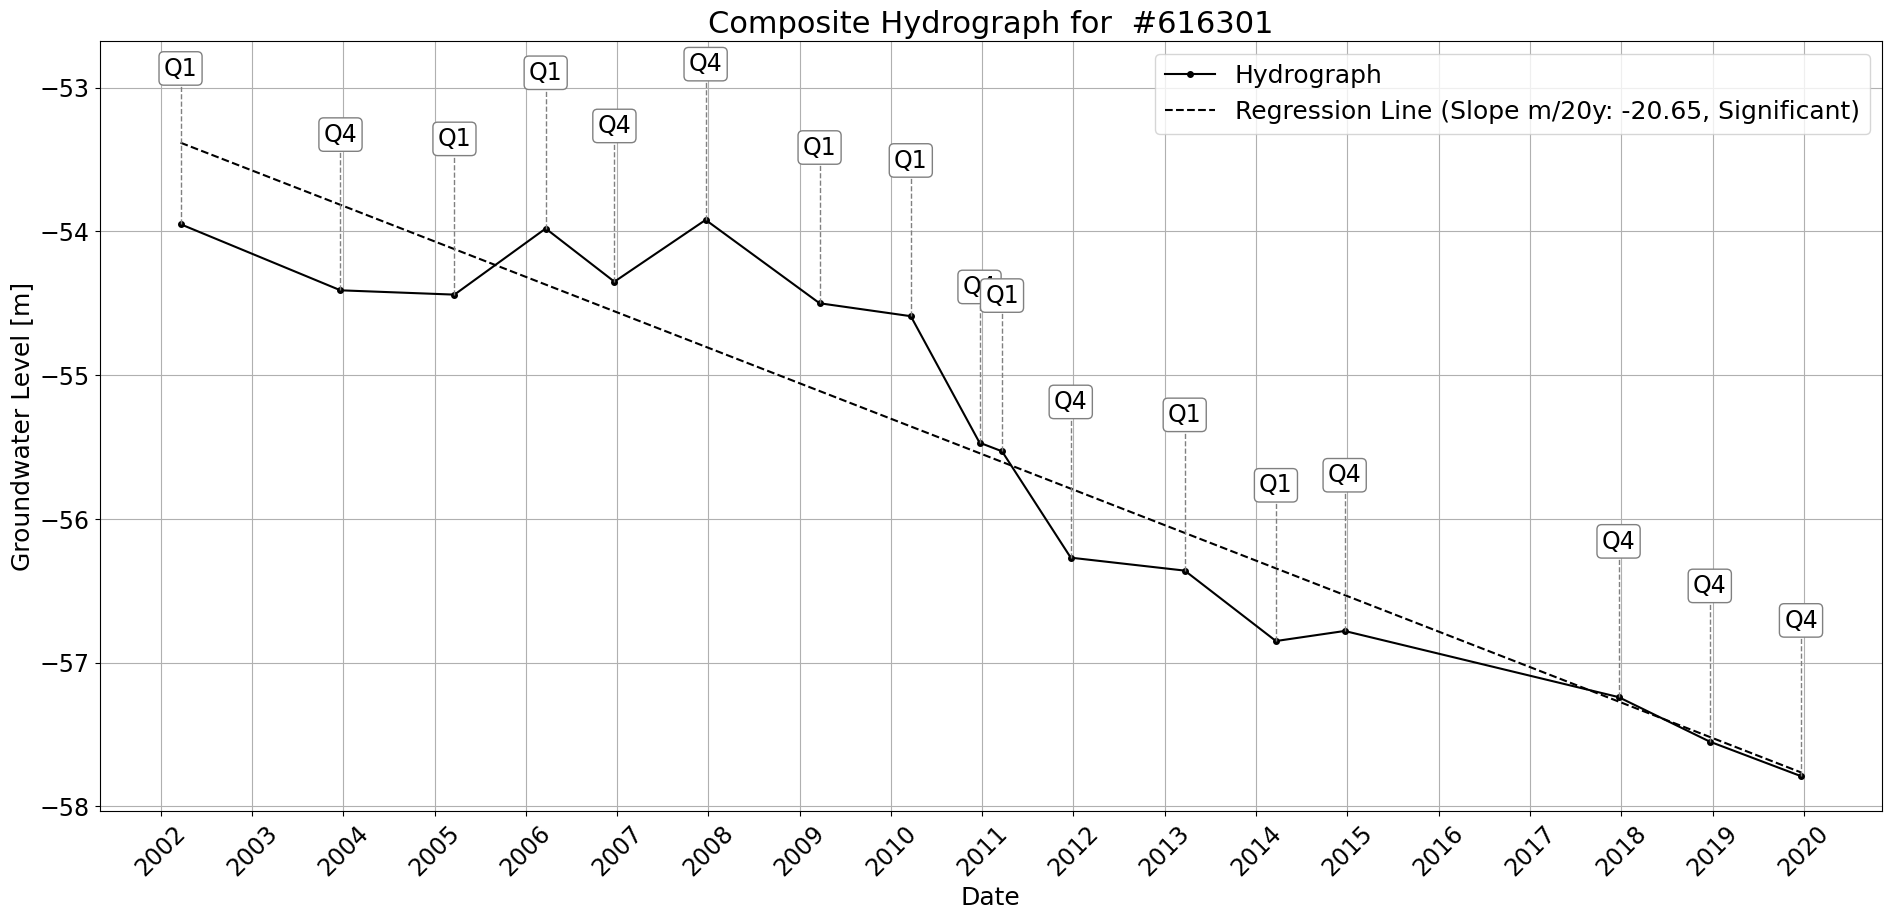 Composite Hydrograph for  #616301
Hydrograph
Regression Line (Slope m/20y: -20.65, Significant)
Groundwater Level [m]
−53
−54
−55
−56
−57
−58
Q1
Q4
Q1
Q1
Q4
Q4
Q1
Q1
Q4
Q1
Q4
Q1
Q1
Q4
Q4
Q4
Q4
2002
2003
2004
2005
2006
2007
2008
2009
2010
2011
2012
2013
2014
2015
2016
2017
2018
2019
2020
Date